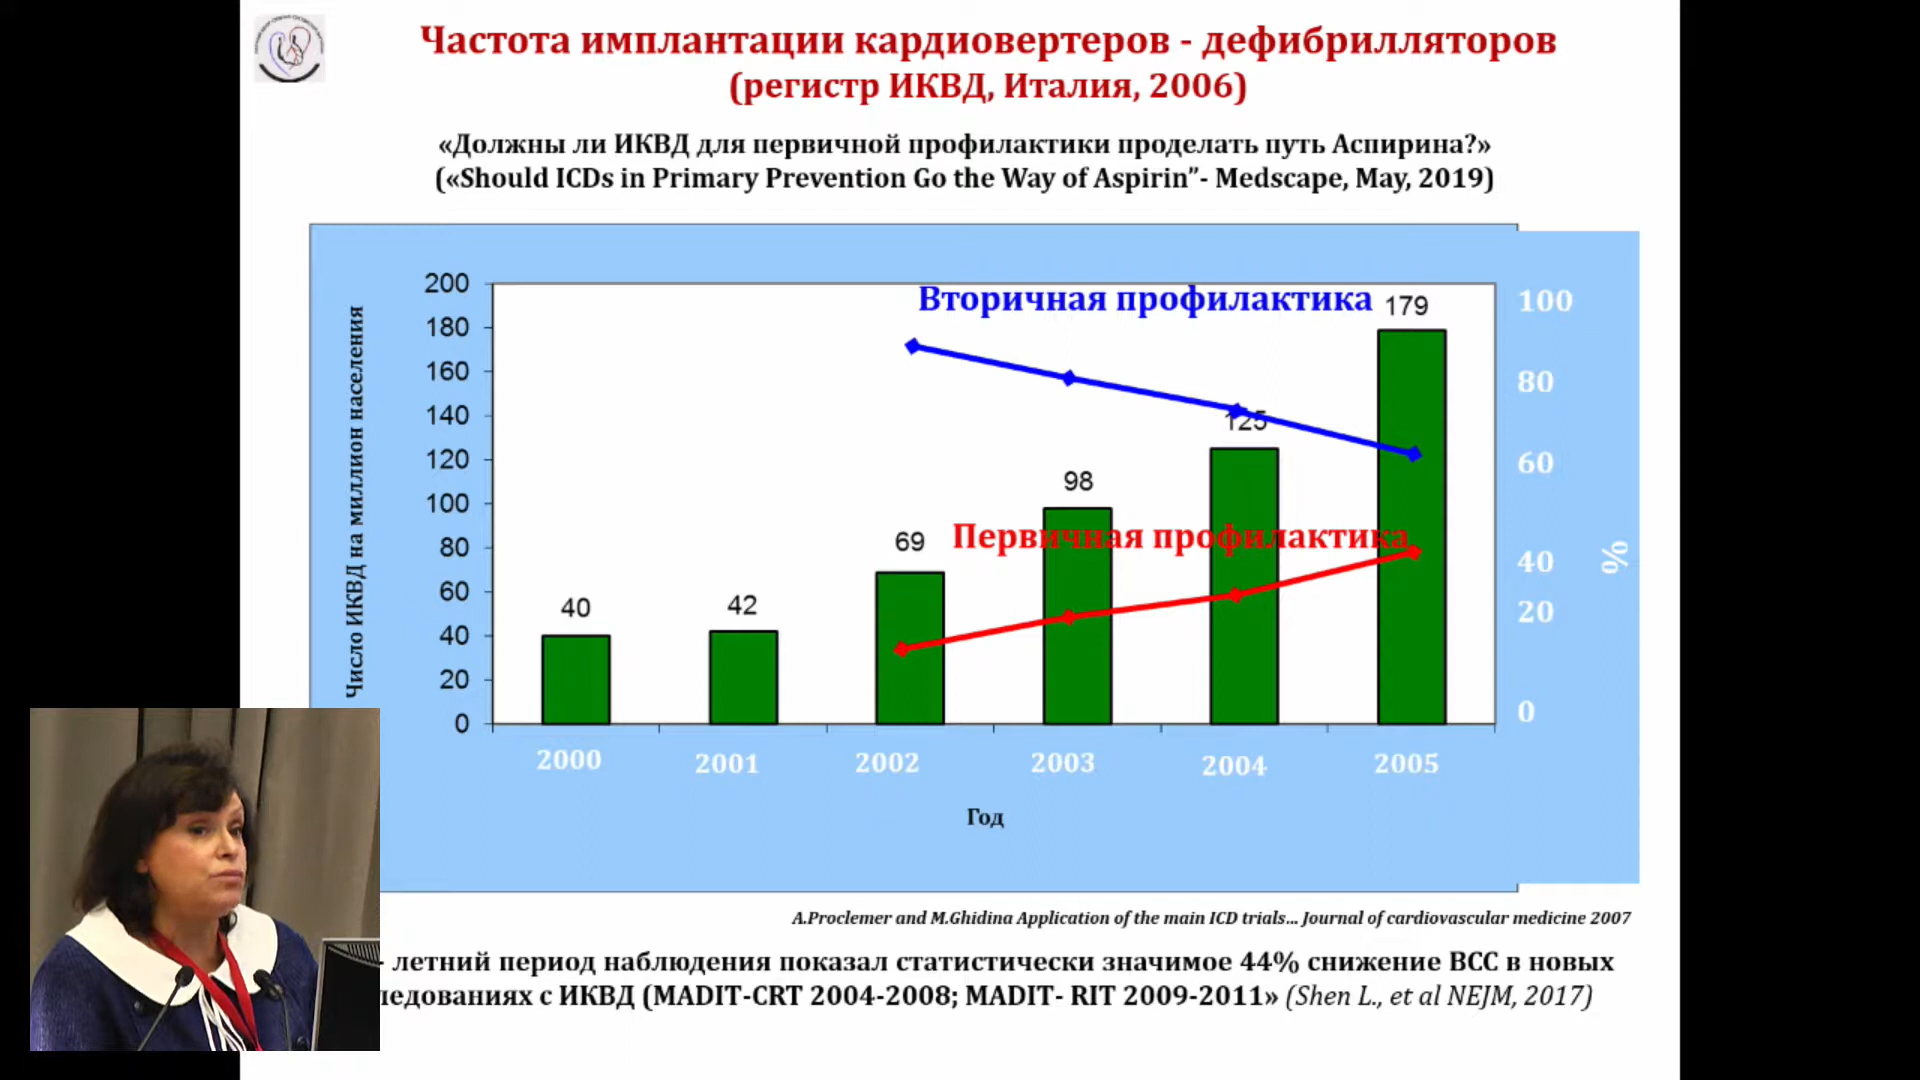 Частота имплантации кардиовертеров - дефибрилляторов
(регистр ИКВД, Италия, 2006)
«Должны ли ИКВД для первичной профилактики проделать путь Аспирина?»
(«Should ICDs in Primary Prevention Go the Way of Aspirin”- Medscape, May, 2019)
Число ИКВД на миллион населения
200
180
160
140
120
100
80
60
40
20
0
Вторичная профилактика
Первичная профилактика
40
42
69
98
125
179
100
80
60
40
20
0
%
2000
2001
2002
2003
2004
2005
Год
A.Proclemer and M.Ghidina Application of the main ICD trials... Journal of cardiovascular medicine 2007
- летний период наблюдения показал статистически значимое 44% снижение ВСС в новых
ледованиях с ИКВД (MADIT-CRT 2004-2008; MADIT- RIT 2009-2011» (Shen L., et al NEJM, 2017)